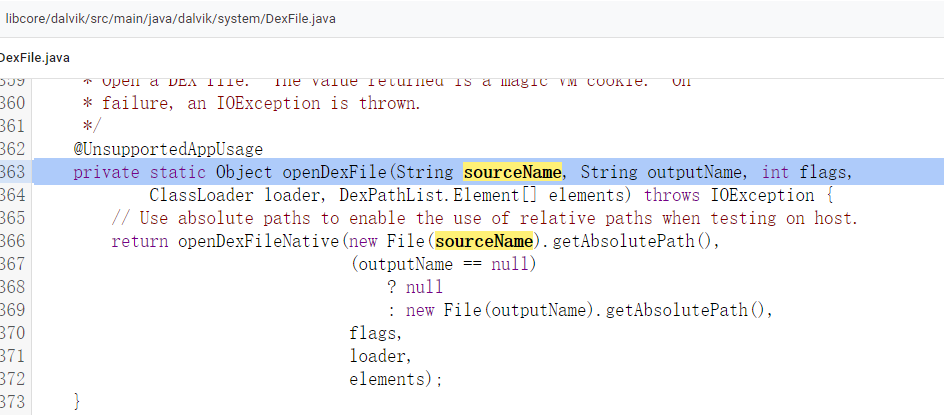 libcore/dalvik/src/main/java/dalvik/system/DexFile.java
DexFile.java
359 * Open a DEX file. The value returned is a magic VM cookie. On
360 * failure, an IOException is thrown.
361 */
362 @UnsupportedAppUsage
363 private static Object openDexFile(String sourceName, String outputName, int flags,
364 ClassLoader loader, DexPathList.Element[] elements) throws IOException {
365 // Use absolute paths to enable the use of relative paths when testing on host.
366 return openDexFileNative(new File(sourceName).getAbsolutePath(),
367 (outputName == null)
368 ? null
369 : new File(outputName).getAbsolutePath(),
370 flags,
371 loader,
372 elements);
373 }